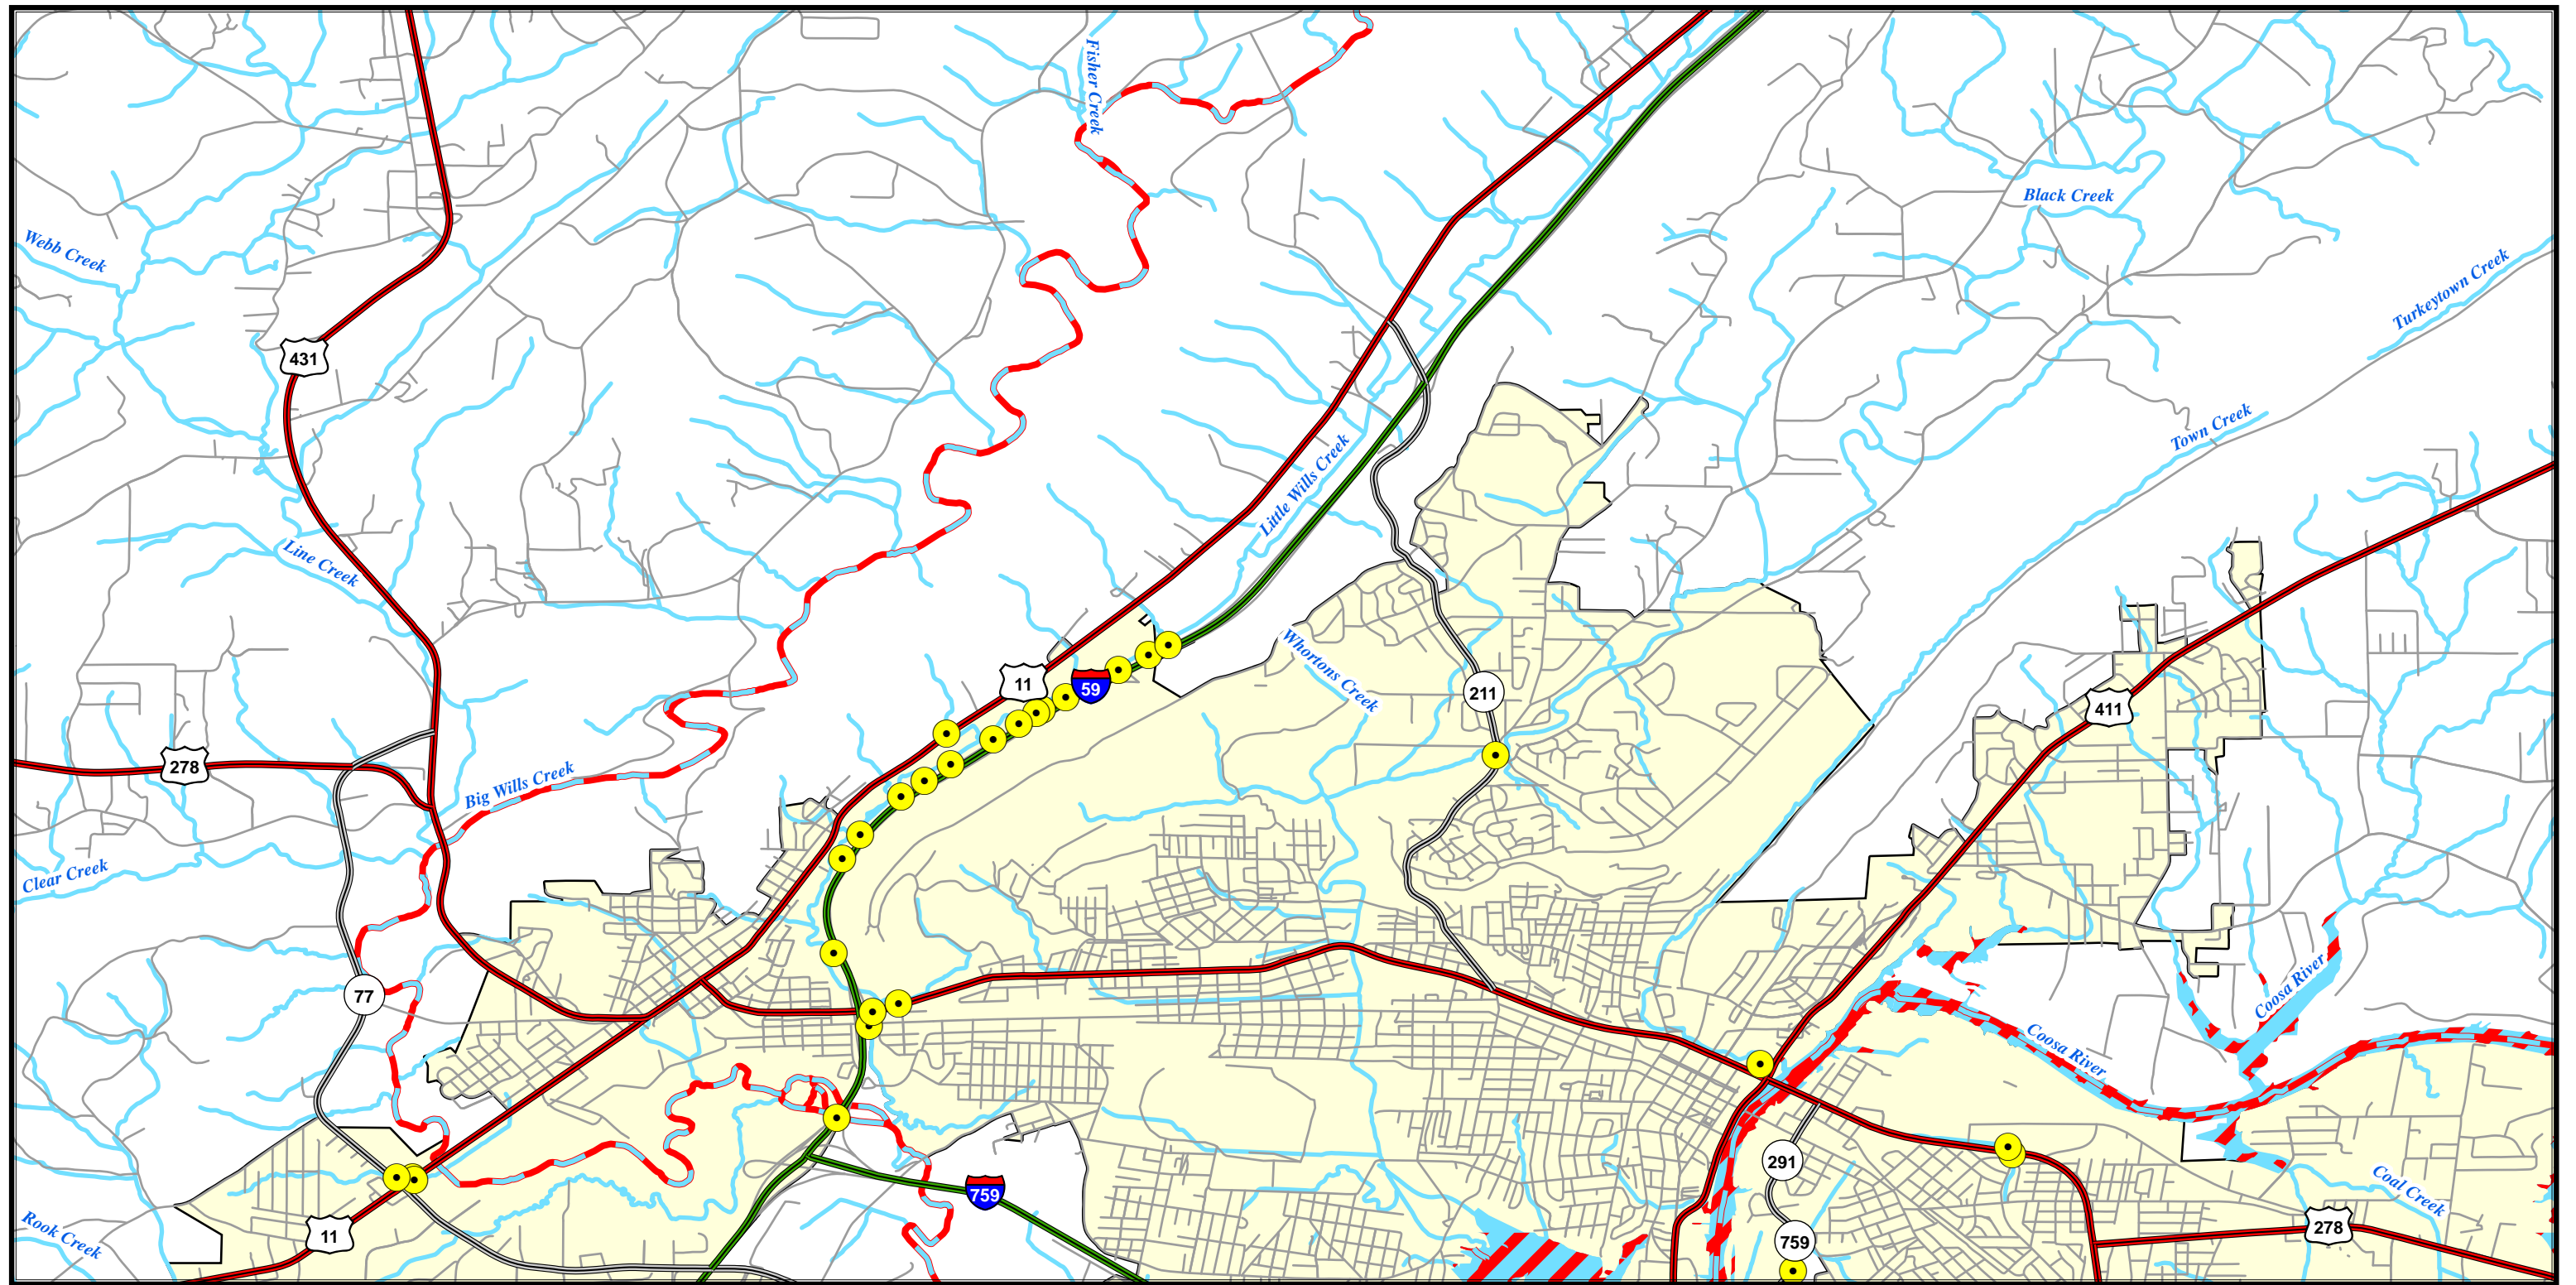 Fisher Creek
Black Creek
Webb Creek
Turkeytown Creek
431
Town Creek
Little Wills Creek
Line Creek
Whortons Creek
11
59
211
411
278
Big Wills Creek
Clear Creek
77
Coosa River
Coosa River
291
759
Coal Creek
Rook Creek
11
759
278